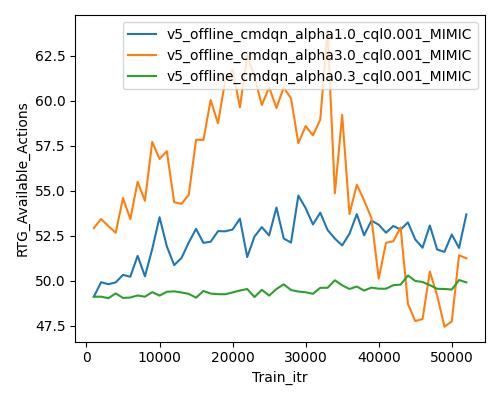 v5_offline_cmdqn_alpha1.0_cql0.001_MIMIC
v5_offline_cmdqn_alpha3.0_cql0.001_MIMIC
v5_offline_cmdqn_alpha0.3_cql0.001_MIMIC
RTG_Available_Actions
62.5
60.0
57.5
55.0
52.5
50.0
47.5
0 10000 20000 30000 40000 50000
Train_itr